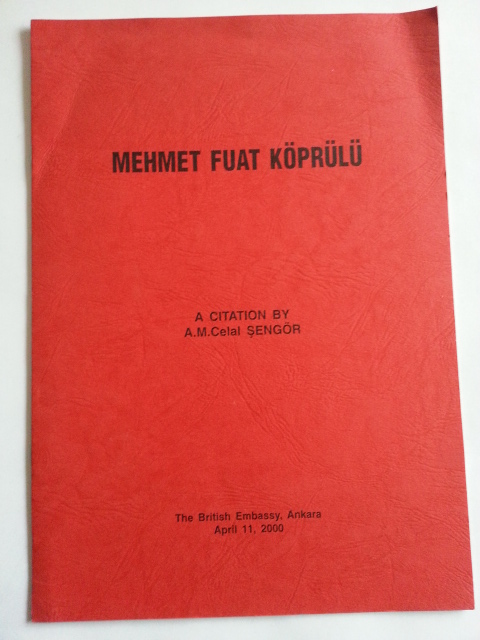 MEHMET FUAT KÖPRÜLÜ
A CITATION BY
A.M.Celal ŞENGÖR
The British Embassy, Ankara
April 11, 2000